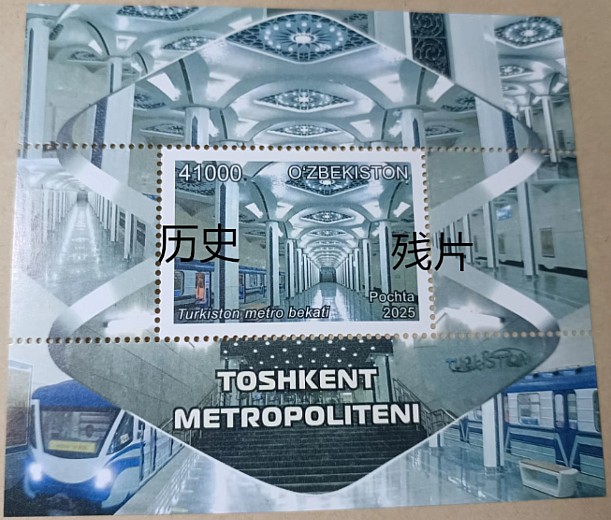 41000 O'ZBEKISTON
历史 残片
Turkiston metro bekati
Pochta
2025
TOSHKENT
METROPOLITENI